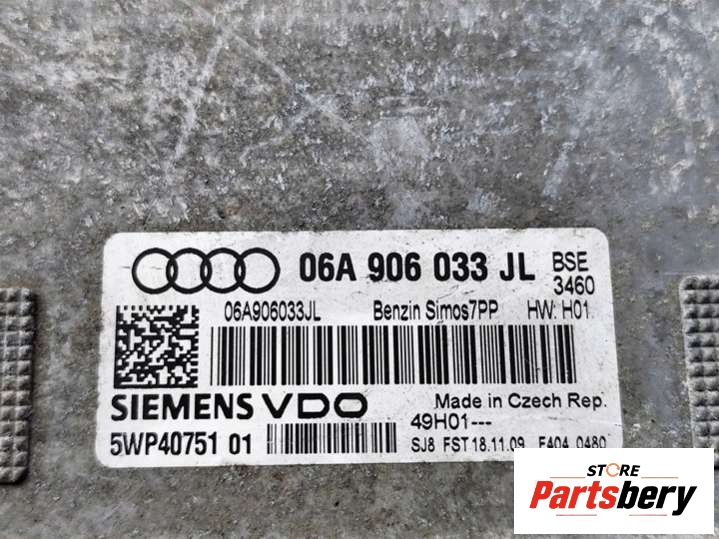 06A 906 033 JL BSE
3460
06A906033JL Benzin Simos7PP HW: H01
SIEMENS VDO Made in Czech Rep.
49H01---
5WP40751 01 SJ8 FST 18.11.09 F404 0480
STORE
Partsbery